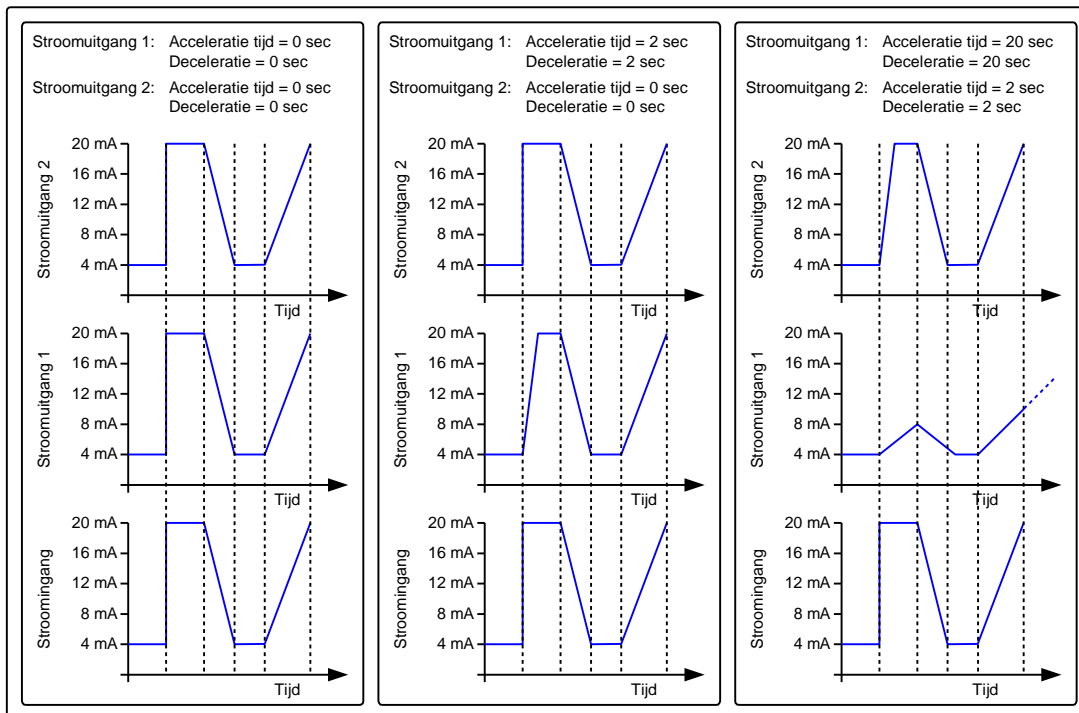 Stroomuitgang 1: Acceleratie tijd = 0 sec
Deceleratie = 0 sec
Stroomuitgang 2: Acceleratie tijd = 0 sec
Deceleratie = 0 sec
20 mA
16 mA
12 mA
8 mA
4 mA
Stroomuitgang 2
Tijd
20 mA
16 mA
12 mA
8 mA
4 mA
Stroomuitgang 1
Tijd
20 mA
16 mA
12 mA
8 mA
4 mA
Stroomingang
Tijd
Stroomuitgang 1: Acceleratie tijd = 2 sec
Deceleratie = 2 sec
Stroomuitgang 2: Acceleratie tijd = 0 sec
Deceleratie = 0 sec
20 mA
16 mA
12 mA
8 mA
4 mA
Stroomuitgang 2
Tijd
20 mA
16 mA
12 mA
8 mA
4 mA
Stroomuitgang 1
Tijd
20 mA
16 mA
12 mA
8 mA
4 mA
Stroomingang
Tijd
Stroomuitgang 1: Acceleratie tijd = 20 sec
Deceleratie = 20 sec
Stroomuitgang 2: Acceleratie tijd = 2 sec
Deceleratie = 2 sec
20 mA
16 mA
12 mA
8 mA
4 mA
Stroomuitgang 2
Tijd
20 mA
16 mA
12 mA
8 mA
4 mA
Stroomuitgang 1
Tijd
20 mA
16 mA
12 mA
8 mA
4 mA
Stroomingang
Tijd